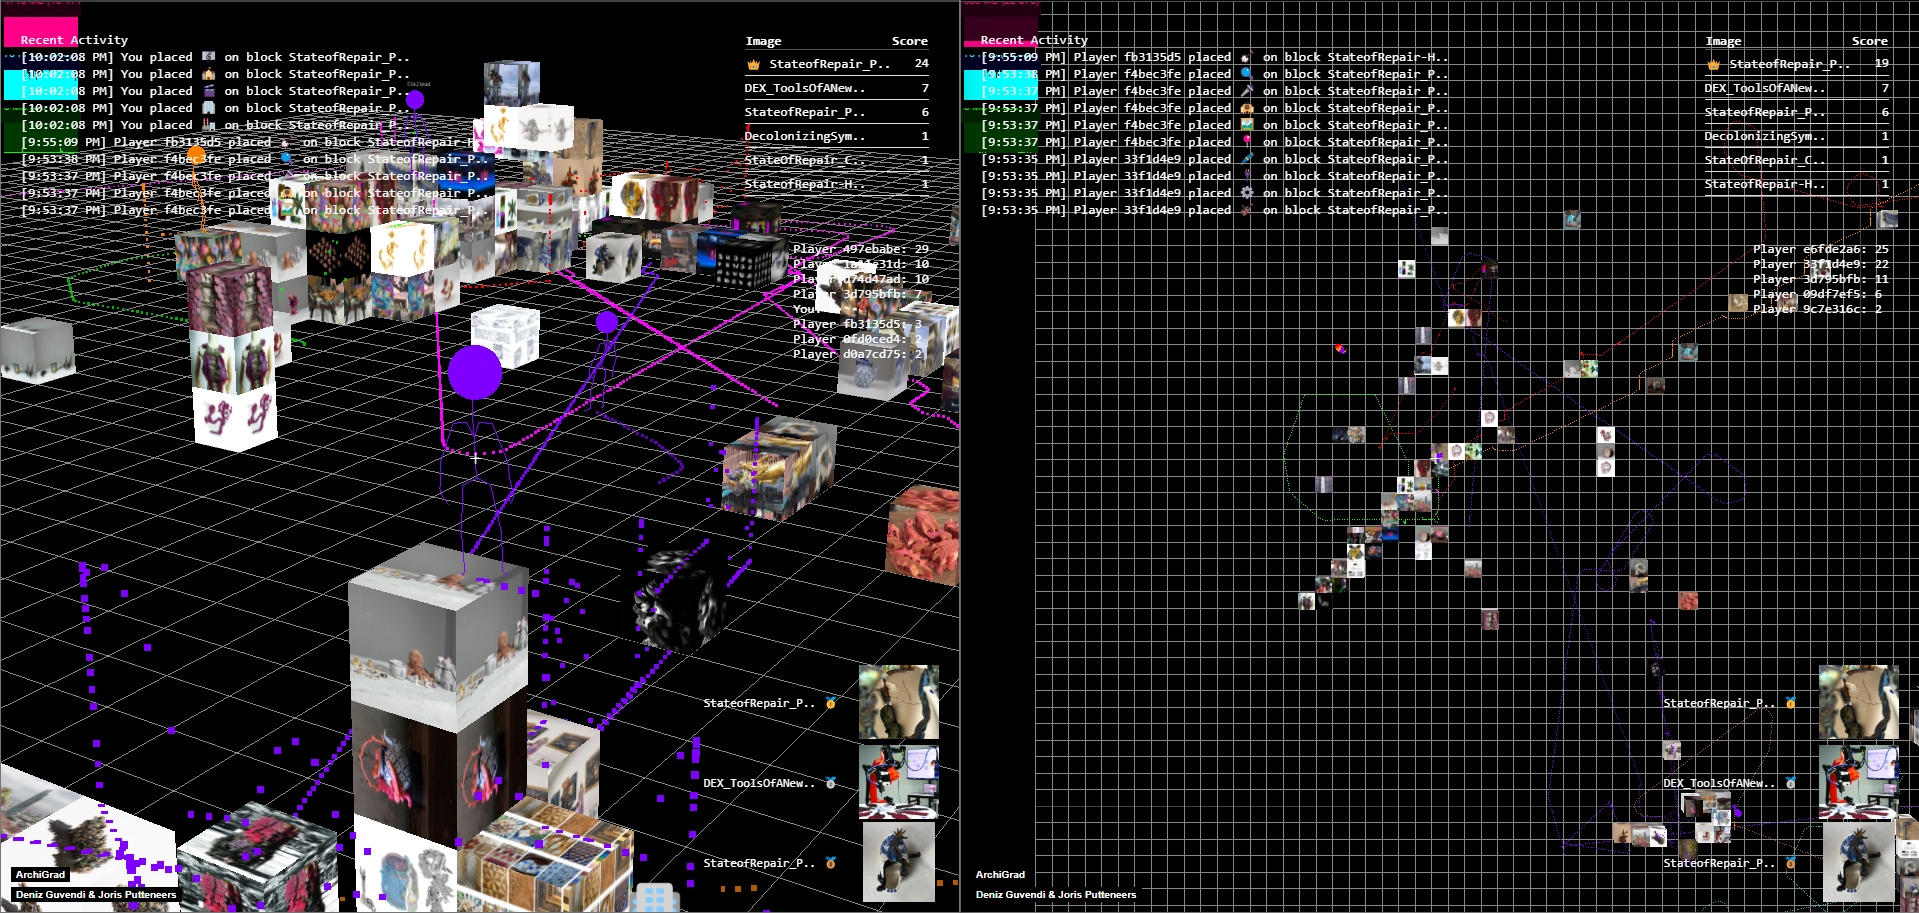 Recent Activity
[10:02:08 PM] You placed on block StateofRepair_P..
[10:02:08 PM] You placed on block StateofRepair_P..
[10:02:08 PM] You placed on block StateofRepair_P..
[10:02:08 PM] You placed on block StateofRepair_P..
[10:02:08 PM] You placed on block StateofRepair_P..
[9:55:09 PM] Player fb3135d5 placed on block StateofRepair-H..
[9:53:38 PM] Player f4bec3fe placed on block StateofRepair_P..
[9:53:37 PM] Player f4bec3fe placed on block StateofRepair_P..
[9:53:37 PM] Player f4bec3fe placed on block StateofRepair_P..
[9:53:37 PM] Player f4bec3fe placed on block StateofRepair_P..
Image Score
StateofRepair_P.. 24
DEX_ToolsOfANew.. 7
StateofRepair_P.. 6
DecolonizingSym.. 1
StateOfRepair_C.. 1
StateofRepair-H.. 1
Player 497ebabe: 29
Player 1a11e31d: 10
Player d74d47ad: 10
Player 3d795bfb: 7
You:
Player fb3135d5: 3
Player 0fd0ced4: 2
Player d0a7cd75: 2
StateofRepair_P..
DEX_ToolsOfANew..
StateofRepair_P..
ArchiGrad
Deniz Guvendi & Joris Putteneers
Recent Activity
[9:55:09 PM] Player fb3135d5 placed on block StateofRepair-H..
[9:53:38 PM] Player f4bec3fe placed on block StateofRepair_P..
[9:53:37 PM] Player f4bec3fe placed on block StateofRepair_P..
[9:53:37 PM] Player f4bec3fe placed on block StateofRepair_P..
[9:53:37 PM] Player f4bec3fe placed on block StateofRepair_P..
[9:53:37 PM] Player f4bec3fe placed on block StateofRepair_P..
[9:53:35 PM] Player 33f1d4e9 placed on block StateofRepair_P..
[9:53:35 PM] Player 33f1d4e9 placed on block StateofRepair_P..
[9:53:35 PM] Player 33f1d4e9 placed on block StateofRepair_P..
[9:53:35 PM] Player 33f1d4e9 placed on block StateofRepair_P..
Image Score
StateofRepair_P.. 19
DEX_ToolsOfANew.. 7
StateofRepair_P.. 6
DecolonizingSym.. 1
StateOfRepair_C.. 1
StateofRepair-H.. 1
Player e6fde2a6: 25
Player 33f1d4e9: 22
Player 3d795bfb: 11
Player 09df7ef5: 6
Player 9c7e316c: 2
StateofRepair_P..
DEX_ToolsOfANew..
StateofRepair_P..
ArchiGrad
Deniz Guvendi & Joris Putteneers